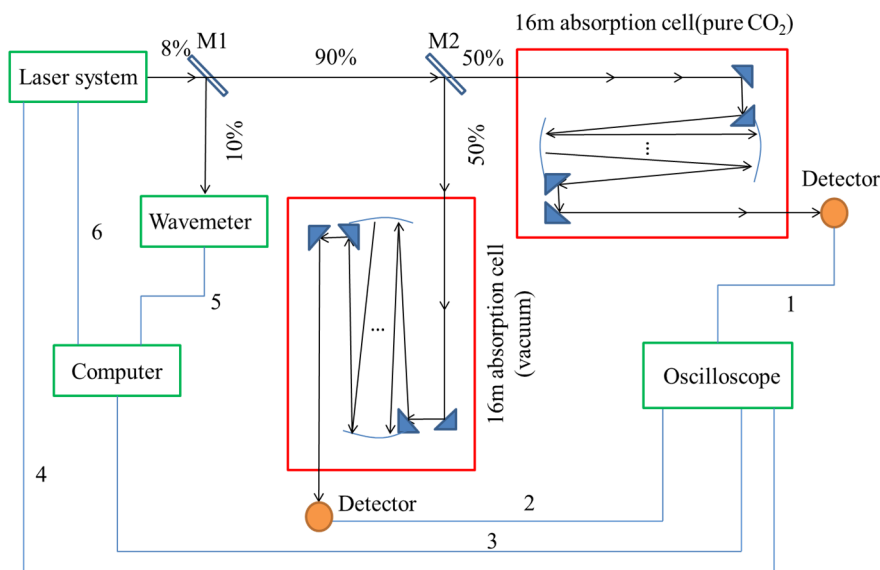 16m absorption cell(pure CO₂)
8%
M1
90%
M2
50%
Laser system
10%
50%
Detector
Wavemeter
6
5
16m absorption cell
(vacuum)
1
Computer
Oscilloscope
...
...
4
Detector
2
3